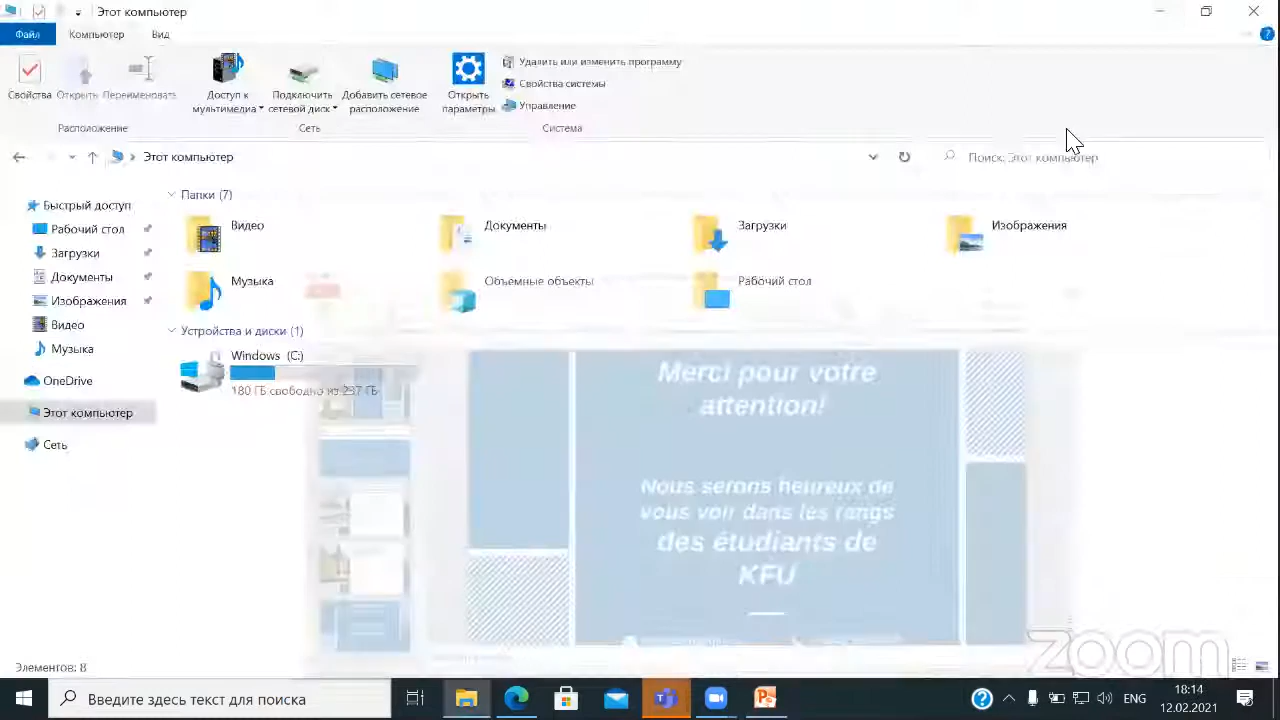 Этот компьютер
Файл Компьютер Вид
Свойства Открыть Переименовать
Доступ к мультимедиа
Подключить сетевой диск
Добавить сетевое расположение
Открыть параметры
Удалить или изменить программу
Свойства системы
Управление
Расположение Сеть Система
Этот компьютер
Поиск: Этот компьютер
Быстрый доступ
Рабочий стол
Загрузки
Документы
Изображения
Видео
Музыка
OneDrive
Этот компьютер
Сеть
Папки (7)
Видео Документы Загрузки Изображения
Музыка Объемные объекты Рабочий стол
Устройства и диски (1)
Windows (C:)
180 ГБ свободно из 237 ГБ
Merci pour votre
attention!
Nous serons heureux de
vous voir dans les rangs
des étudiants de
KFU
zoom
Элементов: 8
Введите здесь текст для поиска
ENG
18:14
12.02.2021